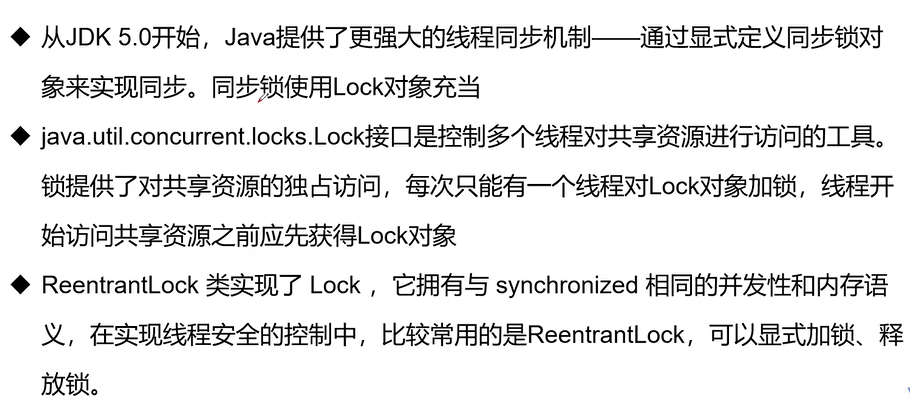 ◆ 从JDK 5.0开始，Java提供了更强大的线程同步机制——通过显式定义同步锁对
象来实现同步。同步锁使用Lock对象充当
◆ java.util.concurrent.locks.Lock接口是控制多个线程对共享资源进行访问的工具。
锁提供了对共享资源的独占访问，每次只能有一个线程对Lock对象加锁，线程开
始访问共享资源之前应先获得Lock对象
◆ ReentrantLock 类实现了 Lock ，它拥有与 synchronized 相同的并发性和内存语
义，在实现线程安全的控制中，比较常用的是ReentrantLock，可以显式加锁、释
放锁。